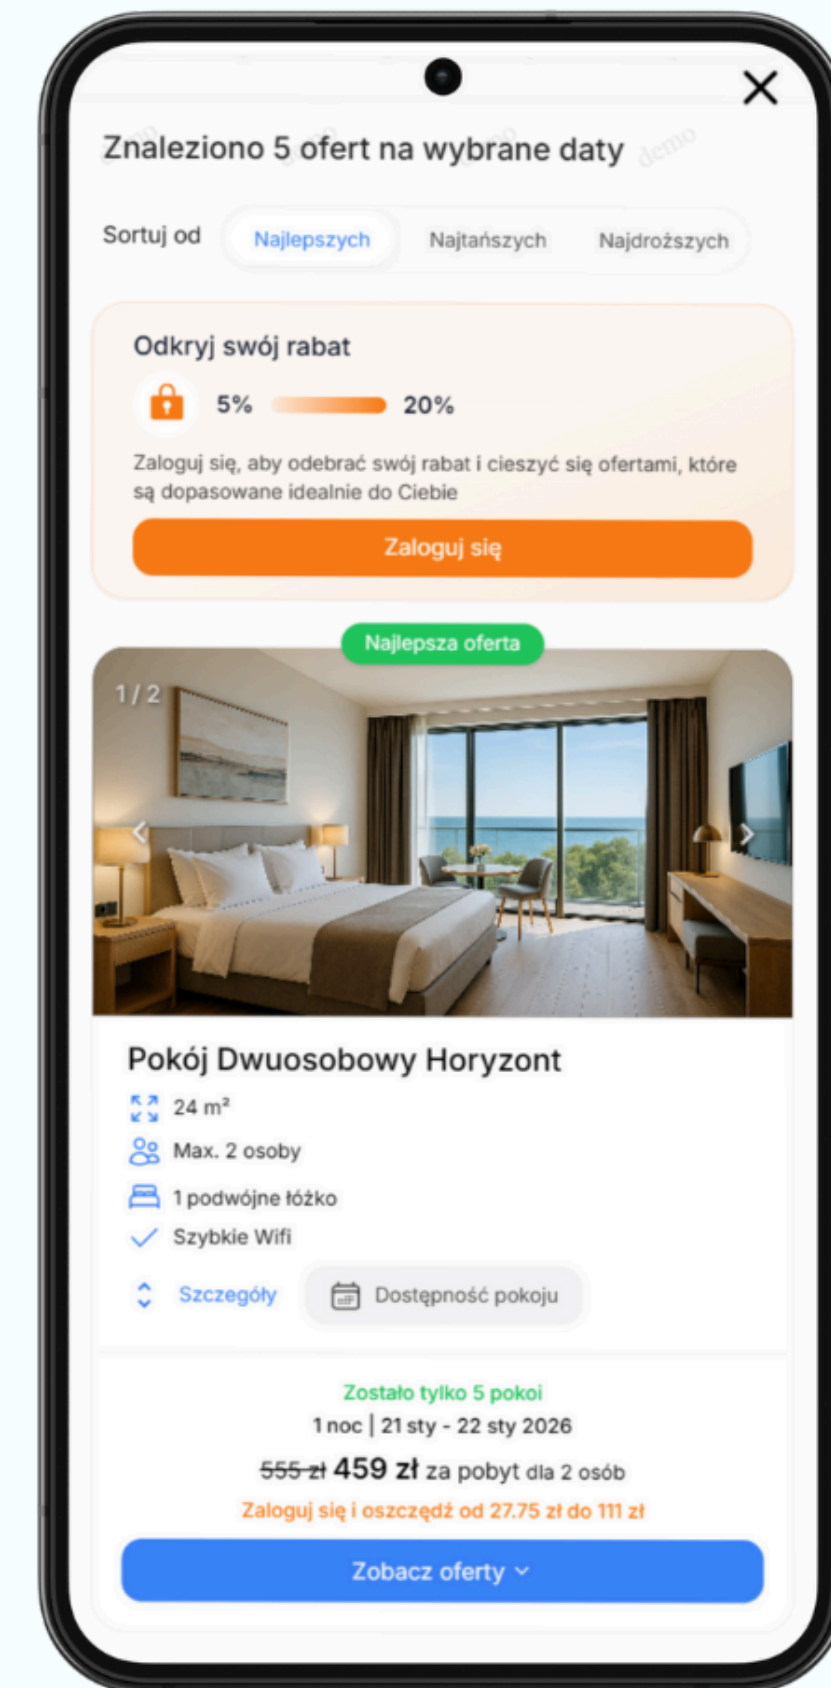 Znaleziono 5 ofert na wybrane daty
demo
Sortuj od Najlepszych Najtańszych Najdroższych
Odkryj swój rabat
5% 20%
Zaloguj się, aby odebrać swój rabat i cieszyć się ofertami, które
są dopasowane idealnie do Ciebie
Zaloguj się
Najlepsza oferta
1 / 2
Pokój Dwuosobowy Horyzont
24 m²
Max. 2 osoby
1 podwójne łóżko
Szybkie Wifi
Szczegóły Dostępność pokoju
Zostało tylko 5 pokoi
1 noc | 21 sty - 22 sty 2026
555 zł 459 zł za pobyt dla 2 osób
Zaloguj się i oszczędź od 27.75 zł do 111 zł
Zobacz oferty